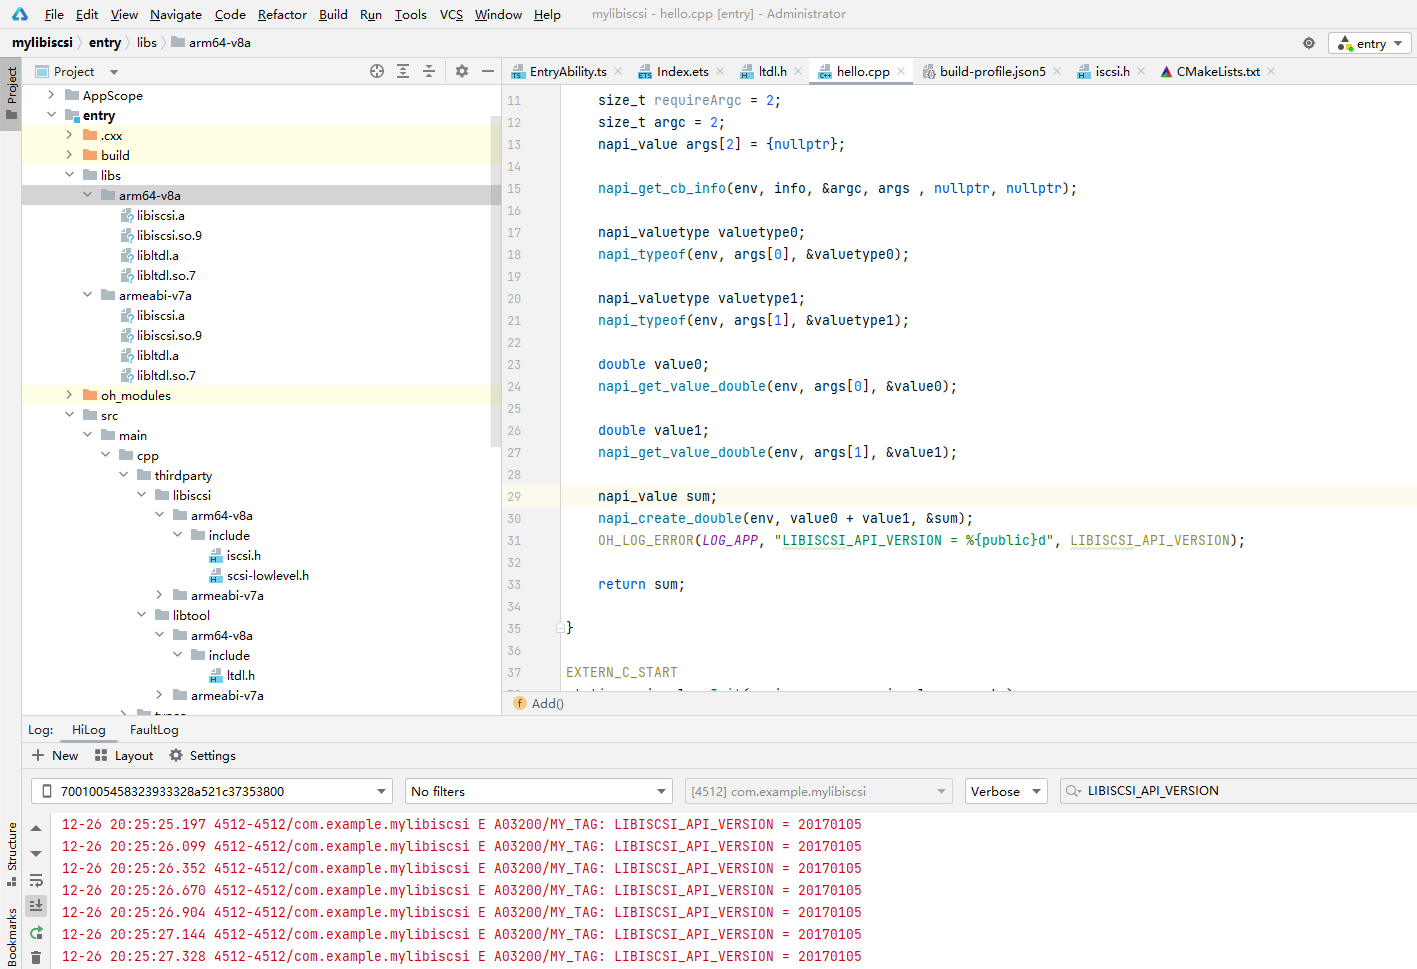 File Edit View Navigate Code Refactor Build Run Tools VCS Window Help mylibiscsi - hello.cpp [entry] - Administrator
mylibiscsi entry libs arm64-v8a entry
Project
Project
EntryAbility.ts Index.ets ltdl.h hello.cpp build-profile.json5 iscsi.h CMakeLists.txt
AppScope
entry
.cxx
build
libs
arm64-v8a
libiscsi.a
libiscsi.so.9
libltdl.a
libltdl.so.7
armeabi-v7a
libiscsi.a
libiscsi.so.9
libltdl.a
libltdl.so.7
oh_modules
src
main
cpp
thirdparty
libiscsi
arm64-v8a
include
iscsi.h
scsi-lowlevel.h
armeabi-v7a
libtool
arm64-v8a
include
ltdl.h
armeabi-v7a
11 size_t requireArgc = 2;
12 size_t argc = 2;
13 napi_value args[2] = {nullptr};
14
15 napi_get_cb_info(env, info, &argc, args , nullptr, nullptr);
16
17 napi_valuetype valuetype0;
18 napi_typeof(env, args[0], &valuetype0);
19
20 napi_valuetype valuetype1;
21 napi_typeof(env, args[1], &valuetype1);
22
23 double value0;
24 napi_get_value_double(env, args[0], &value0);
25
26 double value1;
27 napi_get_value_double(env, args[1], &value1);
28
29 napi_value sum;
30 napi_create_double(env, value0 + value1, &sum);
31 OH_LOG_ERROR(LOG_APP, "LIBISCSI_API_VERSION = %{public}d", LIBISCSI_API_VERSION);
32
33 return sum;
34
35 }
36
37 EXTERN_C_START
f Add()
Log: HiLog FaultLog
New Layout Settings
7001005458323933328a521c37353800 No filters [4512] com.example.mylibiscsi Verbose LIBISCSI_API_VERSION
12-26 20:25:25.197 4512-4512/com.example.mylibiscsi E A03200/MY_TAG: LIBISCSI_API_VERSION = 20170105
12-26 20:25:26.099 4512-4512/com.example.mylibiscsi E A03200/MY_TAG: LIBISCSI_API_VERSION = 20170105
12-26 20:25:26.352 4512-4512/com.example.mylibiscsi E A03200/MY_TAG: LIBISCSI_API_VERSION = 20170105
12-26 20:25:26.670 4512-4512/com.example.mylibiscsi E A03200/MY_TAG: LIBISCSI_API_VERSION = 20170105
12-26 20:25:26.904 4512-4512/com.example.mylibiscsi E A03200/MY_TAG: LIBISCSI_API_VERSION = 20170105
12-26 20:25:27.144 4512-4512/com.example.mylibiscsi E A03200/MY_TAG: LIBISCSI_API_VERSION = 20170105
12-26 20:25:27.328 4512-4512/com.example.mylibiscsi E A03200/MY_TAG: LIBISCSI_API_VERSION = 20170105
Structure
Bookmarks